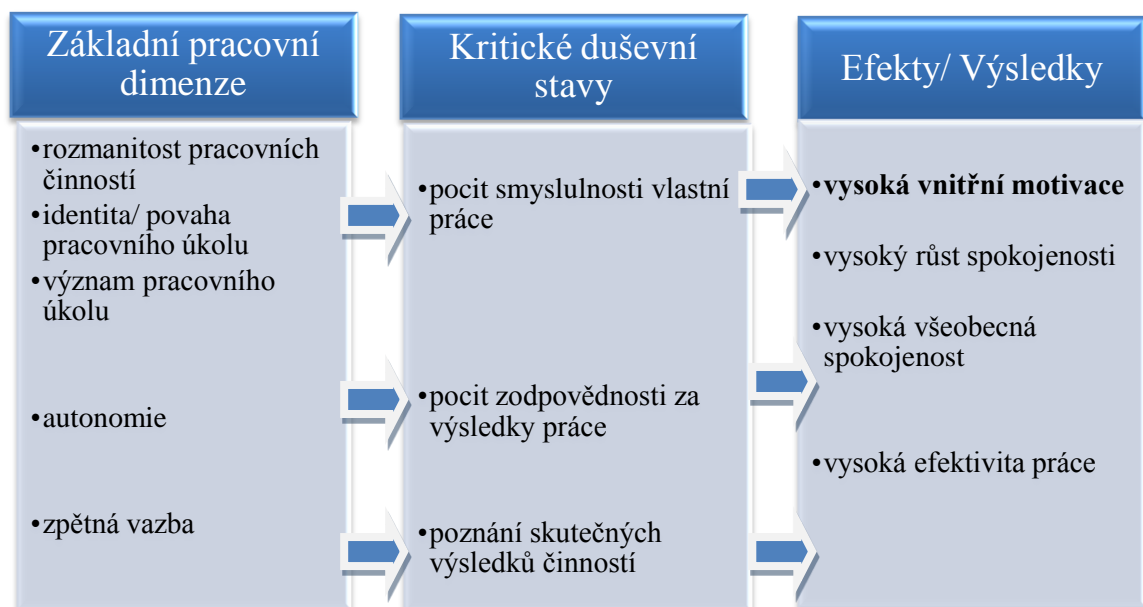 Základní pracovní
dimenze
•rozmanitost pracovních
činností
•identita/ povaha
pracovního úkolu
•význam pracovního
úkolu
•autonomie
•zpětná vazba
Kritické duševní
stavy
•pocit smyslulnosti vlastní
práce
•pocit zodpovědnosti za
výsledky práce
•poznání skutečných
výsledků činností
Efekty/ Výsledky
•vysoká vnitřní motivace
•vysoký růst spokojenosti
•vysoká všeobecná
spokojenost
•vysoká efektivita práce